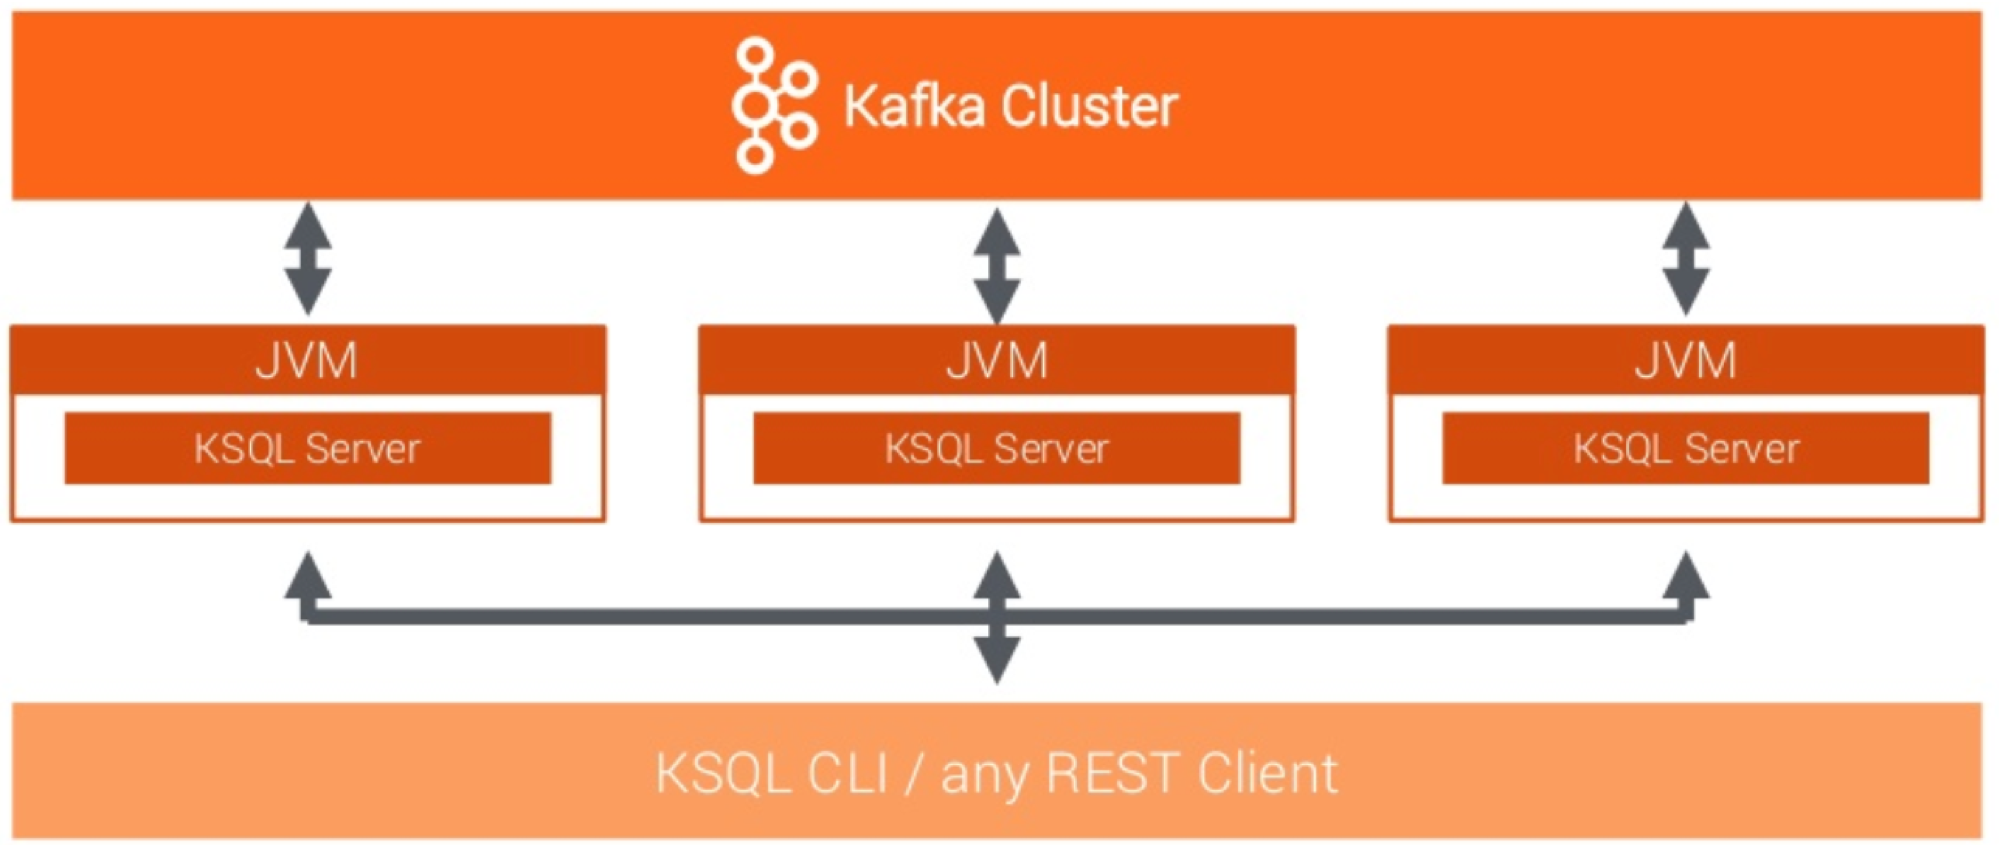 Kafka Cluster
JVM
KSQL Server
JVM
KSQL Server
JVM
KSQL Server
KSQL CLI / any REST Client